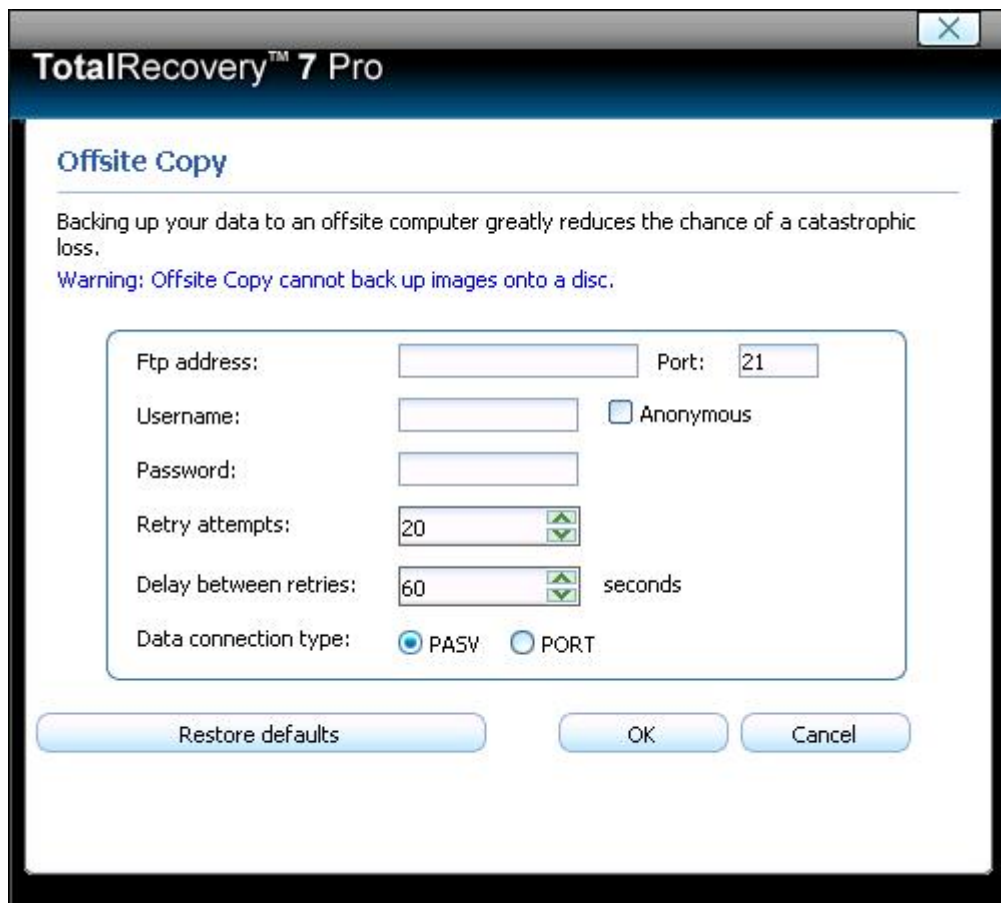 TotalRecovery™ 7 Pro
Offsite Copy
Backing up your data to an offsite computer greatly reduces the chance of a catastrophic
loss.
Warning: Offsite Copy cannot back up images onto a disc.
Ftp address: Port: 21
Username: Anonymous
Password:
Retry attempts: 20
Delay between retries: 60 seconds
Data connection type: PASV PORT
Restore defaults OK Cancel